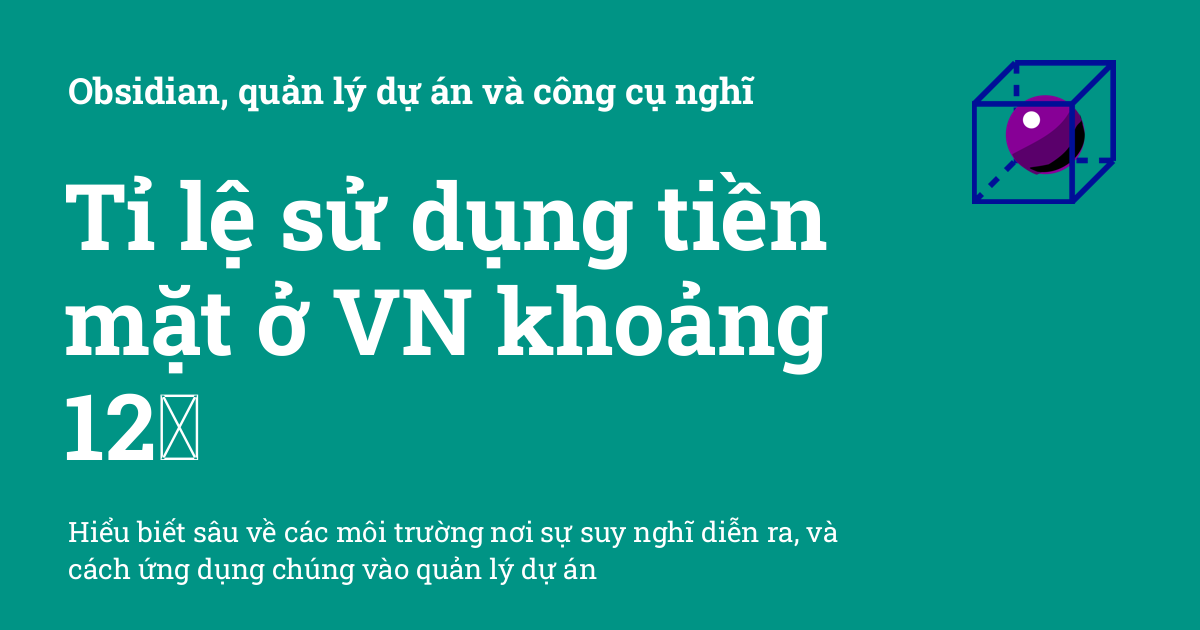 Obsidian, quản lý dự án và công cụ nghĩ
Tỉ lệ sử dụng tiền
mặt ở VN khoảng
12
Hiểu biết sâu về các môi trường nơi sự suy nghĩ diễn ra, và
cách ứng dụng chúng vào quản lý dự án